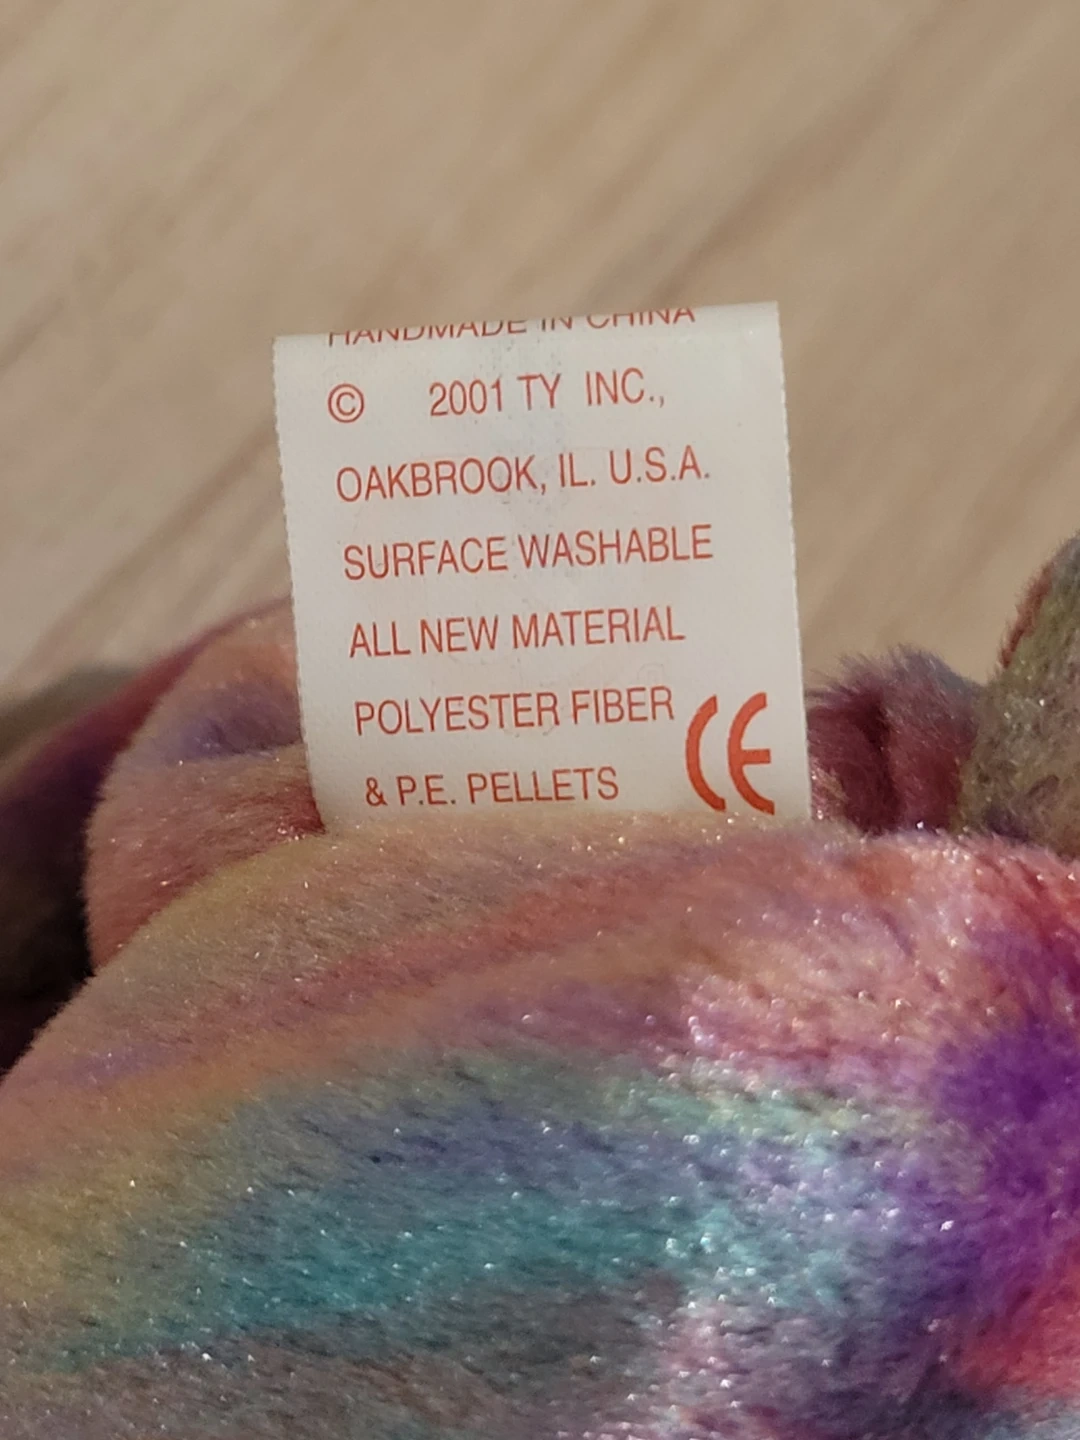 HANDMADE IN CHINA
© 2001 TY INC.,
OAKBROOK, IL. U.S.A.
SURFACE WASHABLE
ALL NEW MATERIAL
POLYESTER FIBER
& P.E. PELLETS CE